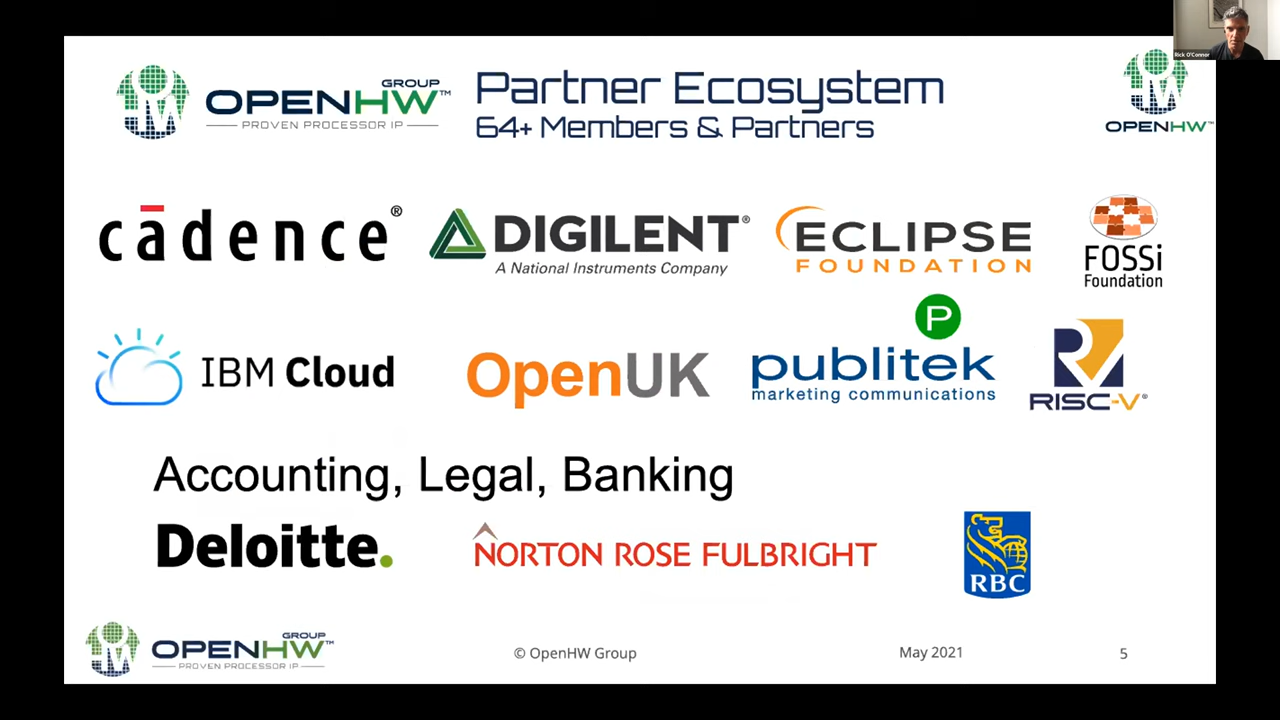 Rick O'Connor
GROUP
OPENHW™
PROVEN PROCESSOR IP
Partner Ecosystem
64+ Members & Partners
OPENHW™
cādence®
DIGILENT®
A National Instruments Company
ECLIPSE
FOUNDATION
FOSSi
Foundation
IBM Cloud
OpenUK
P
publitek
marketing communications
RISC-V®
Accounting, Legal, Banking
Deloitte.
NORTON ROSE FULBRIGHT
RBC
GROUP
OPENHW™
PROVEN PROCESSOR IP
© OpenHW Group
May 2021
5